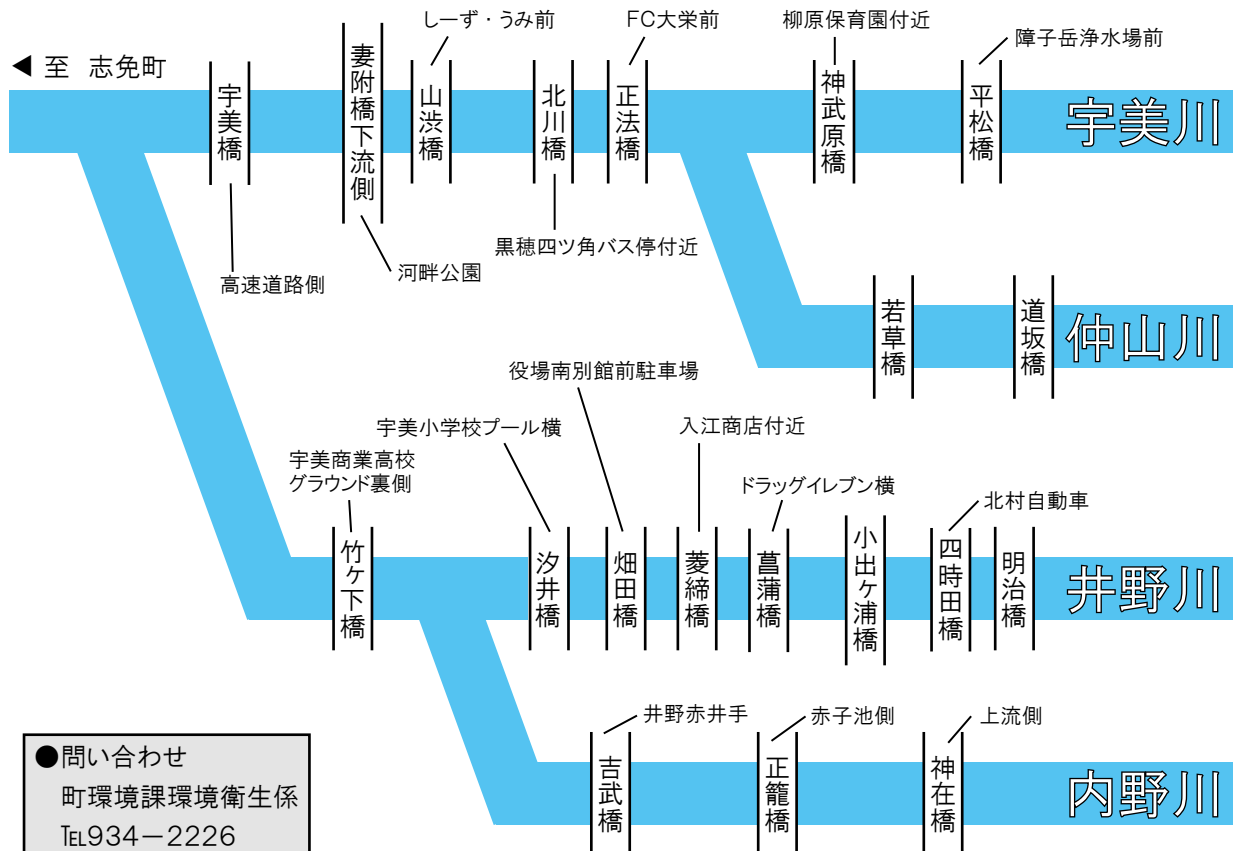 しーず・うみ前
FC大栄前
柳原保育園付近
障子岳浄水場前
◀ 至 志免町
宇美橋
妻附橋下流側
山渋橋
北川橋
正法橋
神武原橋
平松橋
宇美川
高速道路側
河畔公園
黒穂四ツ角バス停付近
若草橋
道坂橋
仲山川
役場南別館前駐車場
宇美小学校プール横
入江商店付近
宇美商業高校
グラウンド裏側
ドラッグイレブン横
北村自動車
竹ヶ下橋
汐井橋
畑田橋
菱締橋
菖蒲橋
小出ヶ浦橋
四時田橋
明治橋
井野川
井野赤井手
赤子池側
上流側
吉武橋
正籠橋
神在橋
内野川
●問い合わせ
町環境課環境衛生係
℡934－2226